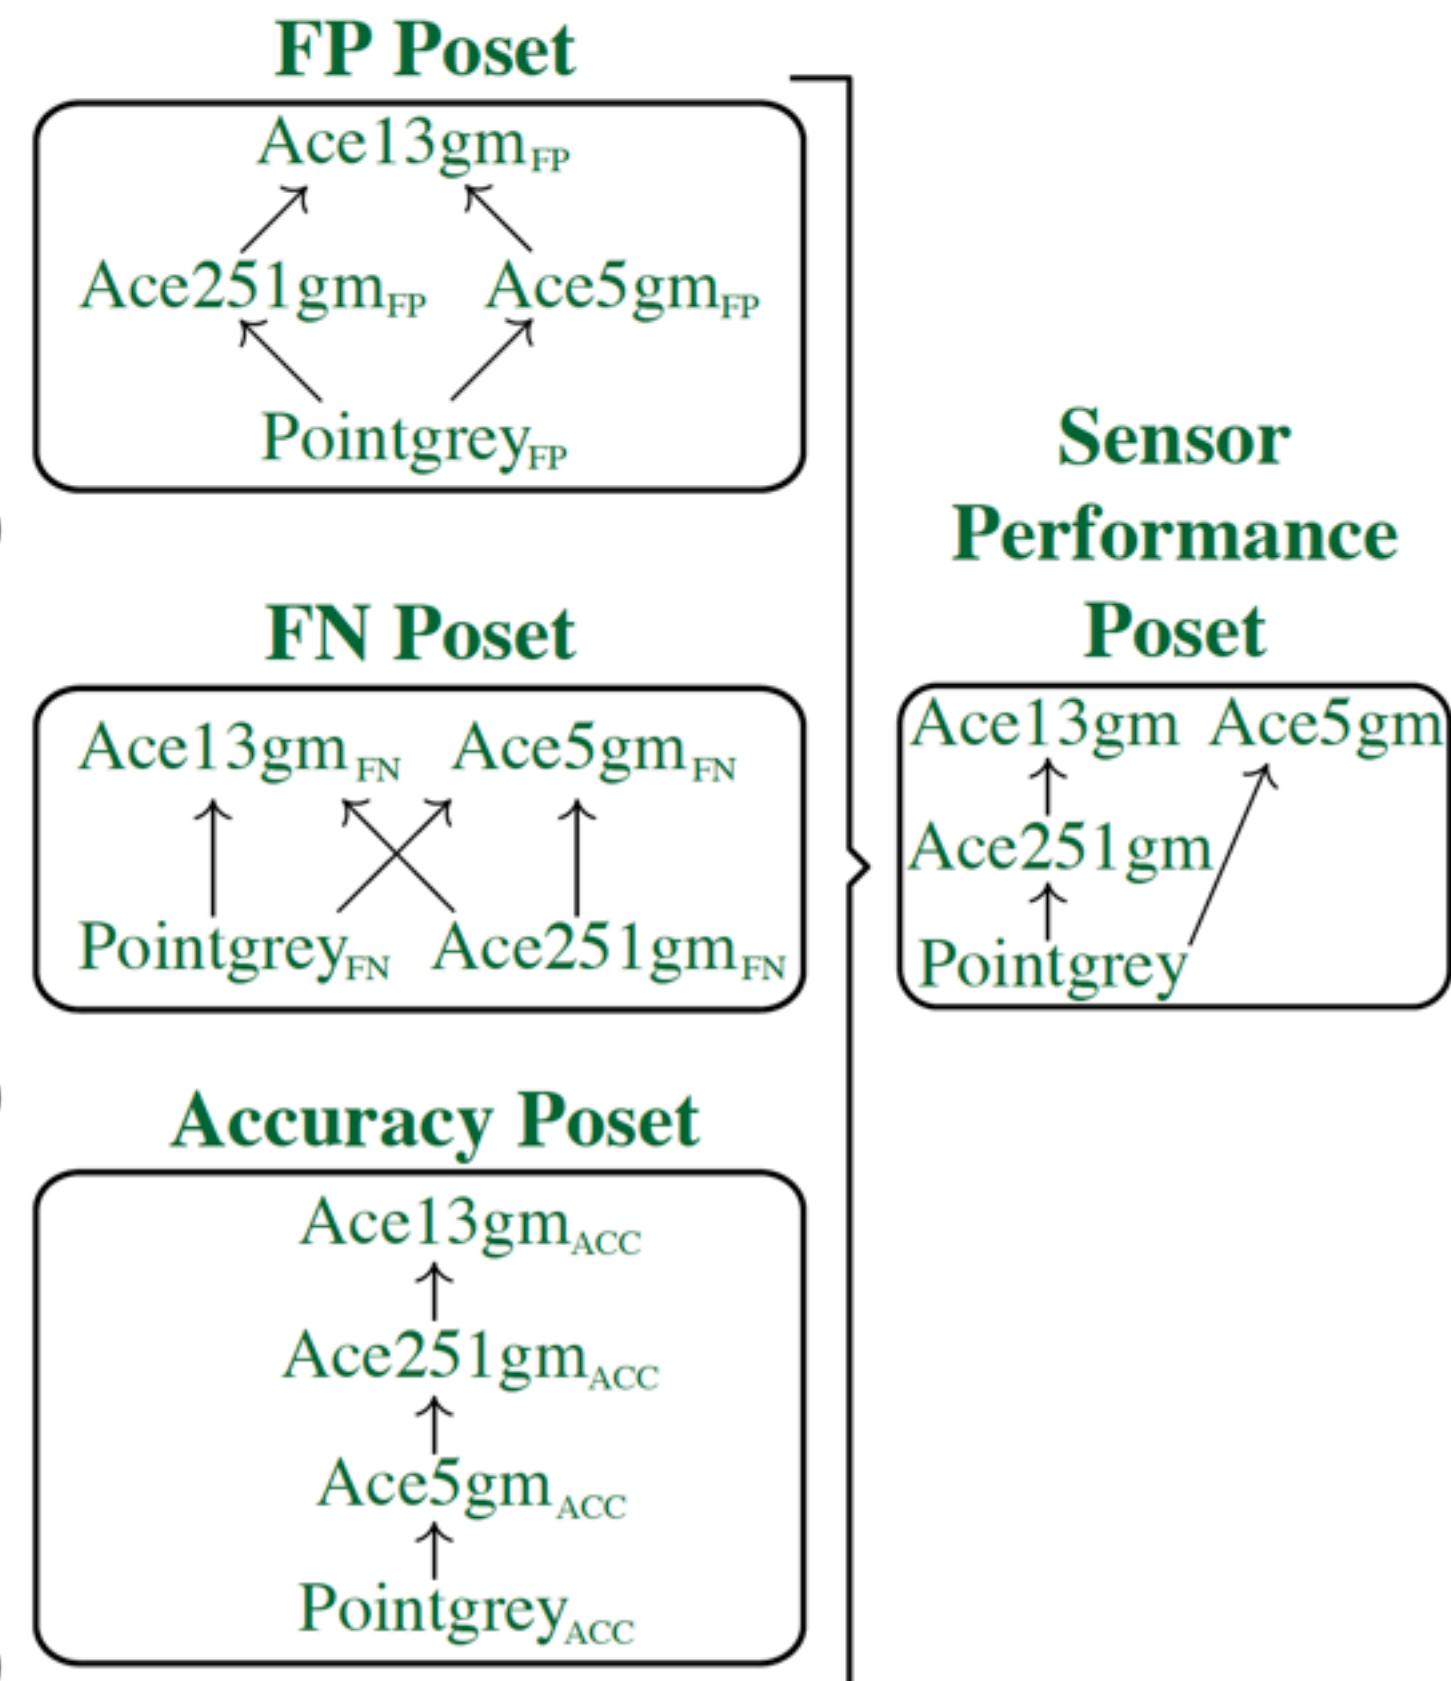 FP Poset
Ace13gmFP
Ace251gmFP Ace5gmFP
PointgreyFP
FN Poset
Ace13gmFN Ace5gmFN
PointgreyFN Ace251gmFN
Accuracy Poset
Ace13gmACC
Ace251gmACC
Ace5gmACC
PointgreyACC
Sensor
Performance
Poset
Ace13gm Ace5gm
Ace251gm
Pointgrey